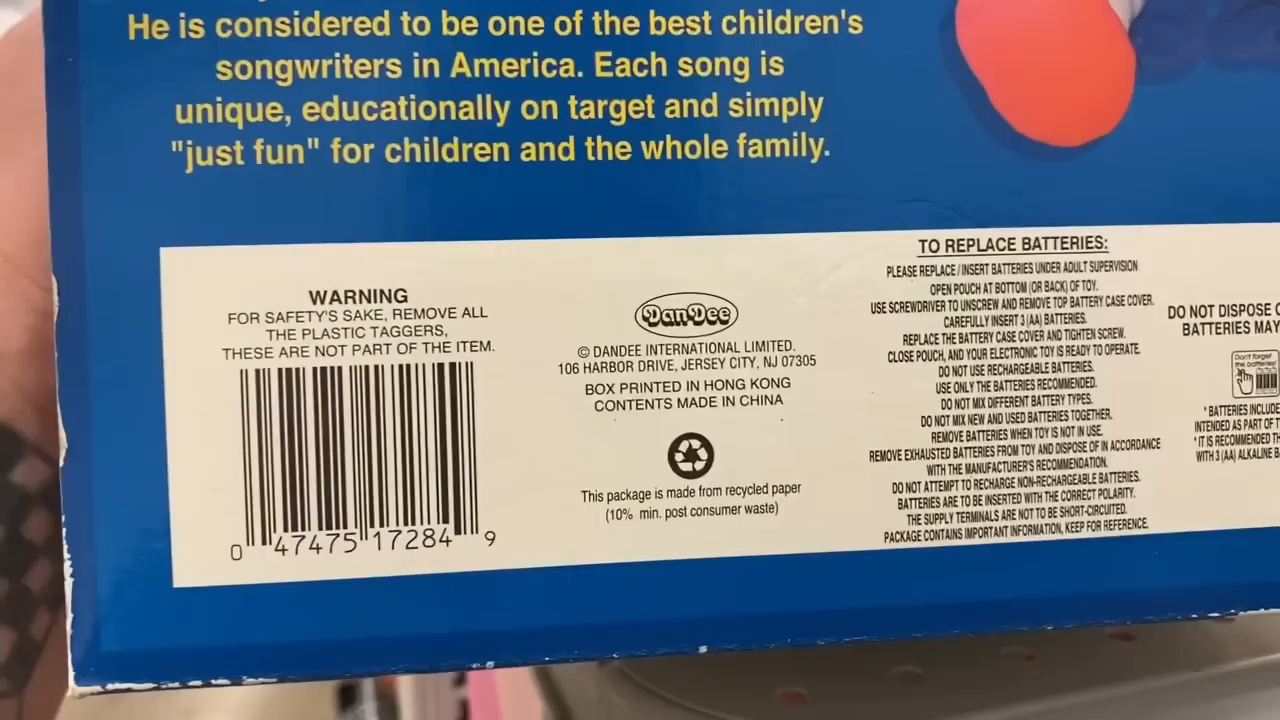 He is considered to be one of the best children's
songwriters in America. Each song is
unique, educationally on target and simply
"just fun" for children and the whole family.
WARNING
FOR SAFETY'S SAKE, REMOVE ALL
THE PLASTIC TAGGERS,
THESE ARE NOT PART OF THE ITEM.
0 47475 17284 9
DanDee
© DANDEE INTERNATIONAL LIMITED.
106 HARBOR DRIVE, JERSEY CITY, NJ 07305
BOX PRINTED IN HONG KONG
CONTENTS MADE IN CHINA
This package is made from recycled paper
(10% min. post consumer waste)
TO REPLACE BATTERIES:
PLEASE REPLACE / INSERT BATTERIES UNDER ADULT SUPERVISION
OPEN POUCH AT BOTTOM (OR BACK) OF TOY.
USE SCREWDRIVER TO UNSCREW AND REMOVE TOP BATTERY CASE COVER.
CAREFULLY INSERT 3 (AA) BATTERIES.
REPLACE THE BATTERY CASE COVER AND TIGHTEN SCREW.
CLOSE POUCH, AND YOUR ELECTRONIC TOY IS READY TO OPERATE.
DO NOT USE RECHARGEABLE BATTERIES.
USE ONLY THE BATTERIES RECOMMENDED.
DO NOT MIX DIFFERENT BATTERY TYPES.
DO NOT MIX NEW AND USED BATTERIES TOGETHER.
REMOVE BATTERIES WHEN TOY IS NOT IN USE.
REMOVE EXHAUSTED BATTERIES FROM TOY AND DISPOSE OF IN ACCORDANCE
WITH THE MANUFACTURER'S RECOMMENDATION.
DO NOT ATTEMPT TO RECHARGE NON-RECHARGEABLE BATTERIES.
BATTERIES ARE TO BE INSERTED WITH THE CORRECT POLARITY.
THE SUPPLY TERMINALS ARE NOT TO BE SHORT-CIRCUITED.
PACKAGE CONTAINS IMPORTANT INFORMATION, KEEP FOR REFERENCE.
DO NOT DISPOSE
BATTERIES MAY
Don't forget
the batteries!
* BATTERIES INCLUDE
INTENDED AS PART OF
* IT IS RECOMMENDED
WITH 3 (AA) ALKALINE